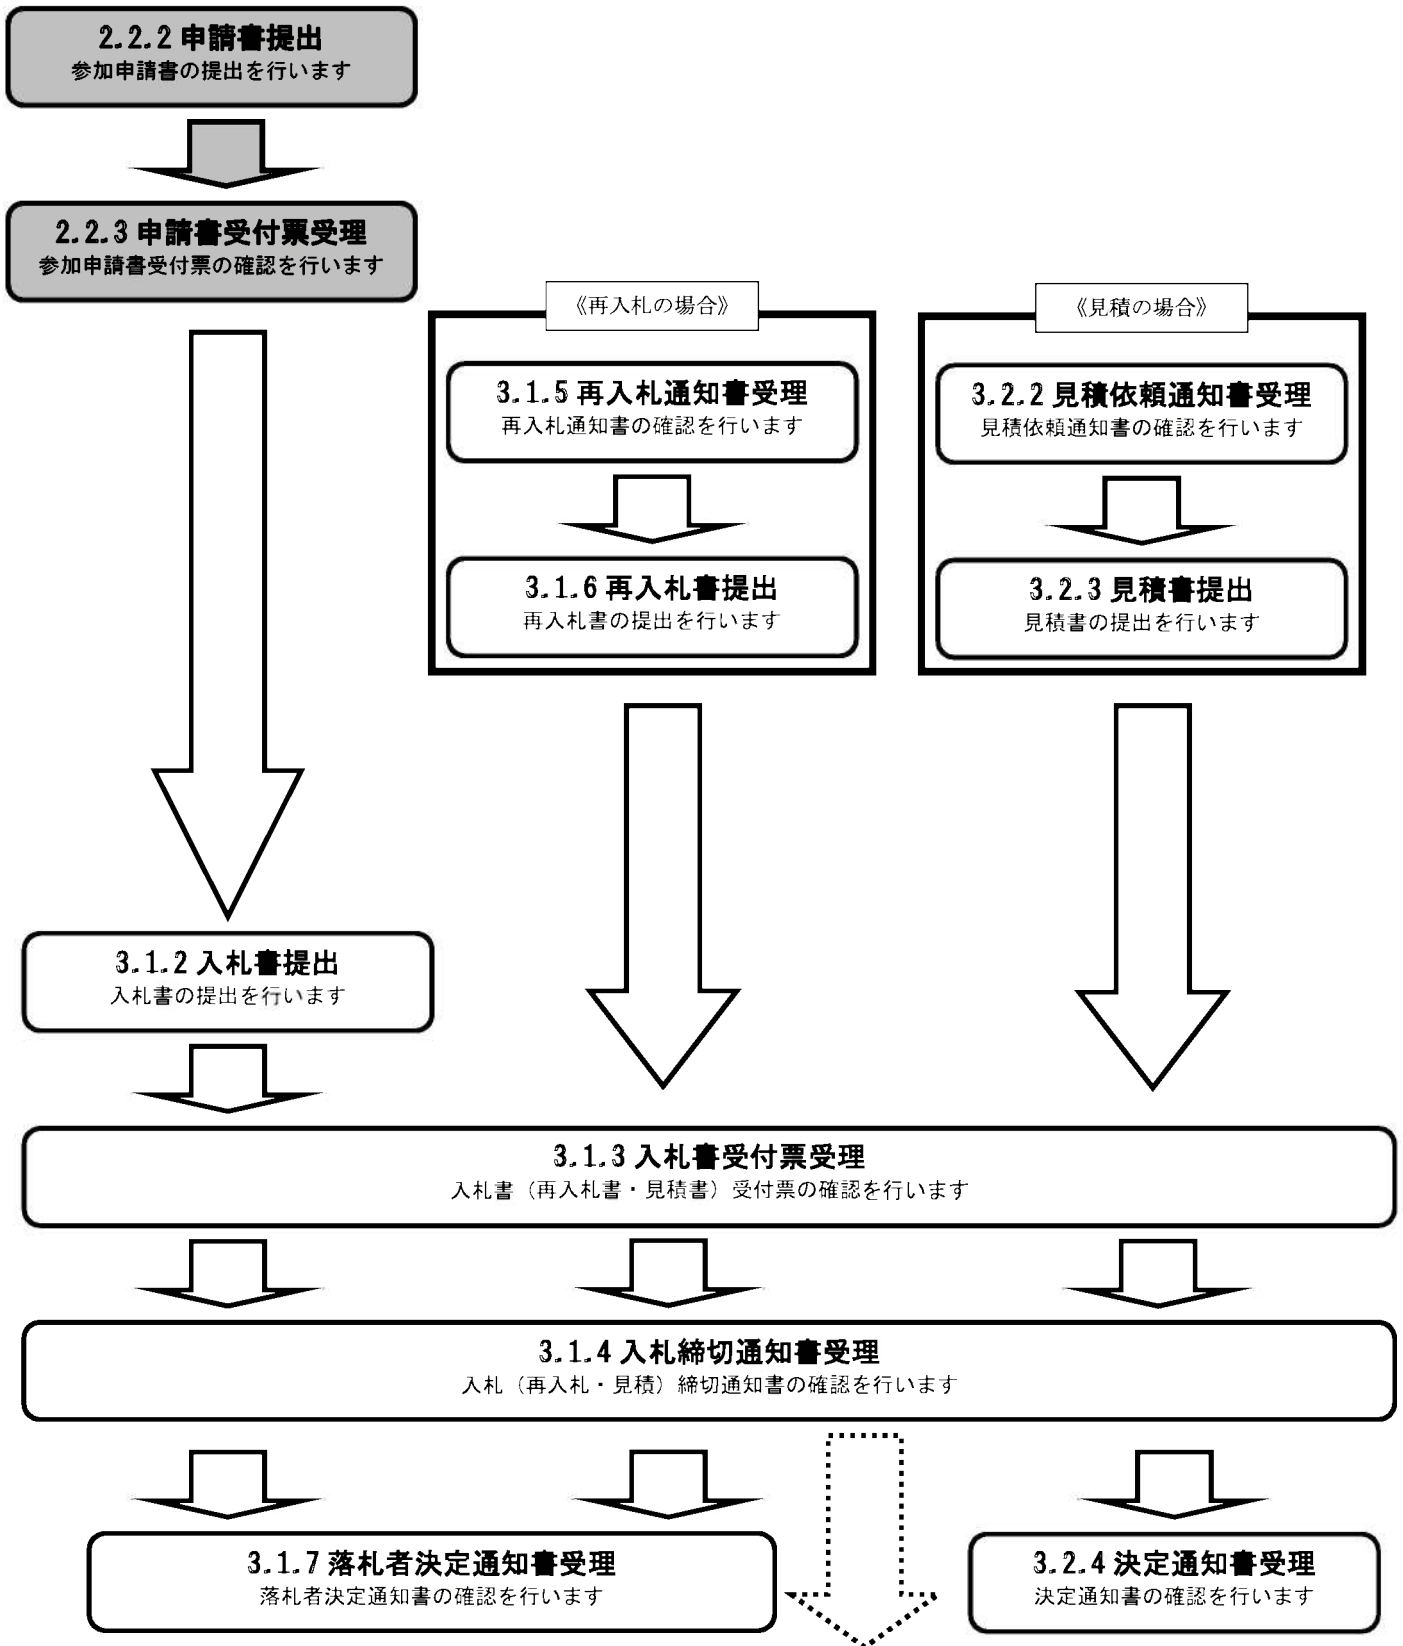 2.2.2 申請書提出
参加申請書の提出を行います
2.2.3 申請書受付票受理
参加申請書受付票の確認を行います
《再入札の場合》
3.1.5 再入札通知書受理
再入札通知書の確認を行います
3.1.6 再入札書提出
再入札書の提出を行います
《見積の場合》
3.2.2 見積依頼通知書受理
見積依頼通知書の確認を行います
3.2.3 見積書提出
見積書の提出を行います
3.1.2 入札書提出
入札書の提出を行います
3.1.3 入札書受付票受理
入札書（再入札書・見積書）受付票の確認を行います
3.1.4 入札締切通知書受理
入札（再入札・見積）締切通知書の確認を行います
3.1.7 落札者決定通知書受理
落札者決定通知書の確認を行います
3.2.4 決定通知書受理
決定通知書の確認を行います